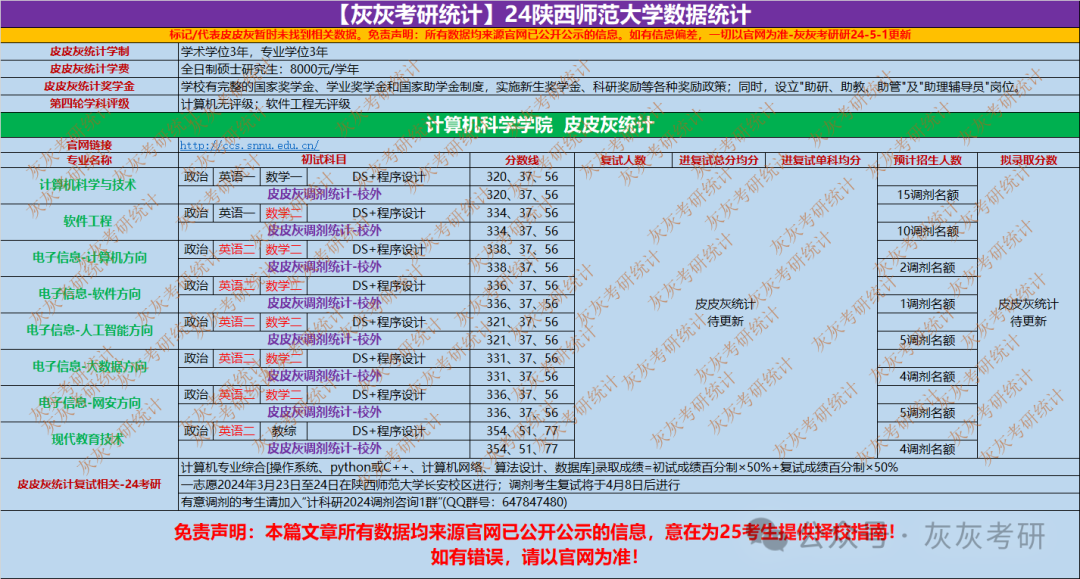 【灰灰考研统计】24陕西师范大学数据统计
标记/代表皮皮灰暂时未找到相关数据。免责声明：所有数据均来源官网已公开公示的信息。如有信息偏差，一切以官网为准-灰灰考研研24-5-1更新
皮皮灰统计学制 学术学位3年，专业学位3年
皮皮灰统计学费 全日制硕士研究生：8000元/学年
皮皮灰统计奖学金 学校有完整的国家奖学金、学业奖学金和国家助学金制度，实施新生奖学金、科研奖励等各种奖励政策；同时，设立"助研、助教、助管"及"助理辅导员"岗位。
第四轮学科评级 计算机无评级；软件工程无评级
计算机科学学院 皮皮灰统计
官网链接 http://ccs.snnu.edu.cn/
专业名称 初试科目 分数线 复试人数 进复试总分均分 进复试单科均分 预计招生人数 拟录取分数
计算机科学与技术 政治 英语一 数学一 DS+程序设计 320、37、56
皮皮灰调剂统计-校外 320、37、56 15调剂名额
软件工程 政治 英语一 数学二 DS+程序设计 334、37、56
皮皮灰调剂统计-校外 334、37、56 10调剂名额
电子信息-计算机方向 政治 英语二 数学二 DS+程序设计 338、37、56
皮皮灰调剂统计-校外 338、37、56 2调剂名额
电子信息-软件方向 政治 英语二 数学二 DS+程序设计 336、37、56
皮皮灰调剂统计-校外 336、37、56 1调剂名额
皮皮灰统计 皮皮灰统计
待更新 待更新
电子信息-人工智能方向 政治 英语二 数学二 DS+程序设计 321、37、56
皮皮灰调剂统计-校外 321、37、56 5调剂名额
电子信息-大数据方向 政治 英语二 数学二 DS+程序设计 331、37、56
皮皮灰调剂统计-校外 331、37、56 4调剂名额
电子信息-网安方向 政治 英语二 数学二 DS+程序设计 336、37、56
皮皮灰调剂统计-校外 336、37、56 5调剂名额
现代教育技术 政治 英语二 教综 DS+程序设计 354、51、77
皮皮灰调剂统计-校外 354、51、77 4调剂名额
皮皮灰统计复试相关-24考研
计算机专业综合[操作系统、python或C++、计算机网络、算法设计、数据库]录取成绩=初试成绩百分制×50%+复试成绩百分制×50%
一志愿2024年3月23日至24日在陕西师范大学长安校区进行；调剂考生复试将于4月8日后进行
有意调剂的考生请加入"计科研2024调剂咨询1群"(QQ群号：647847480)
免责声明：本篇文章所有数据均来源官网已公开公示的信息，意在为25考生提供择校指南！
如有错误，请以官网为准！
公众号·灰灰考研
灰灰考研统计